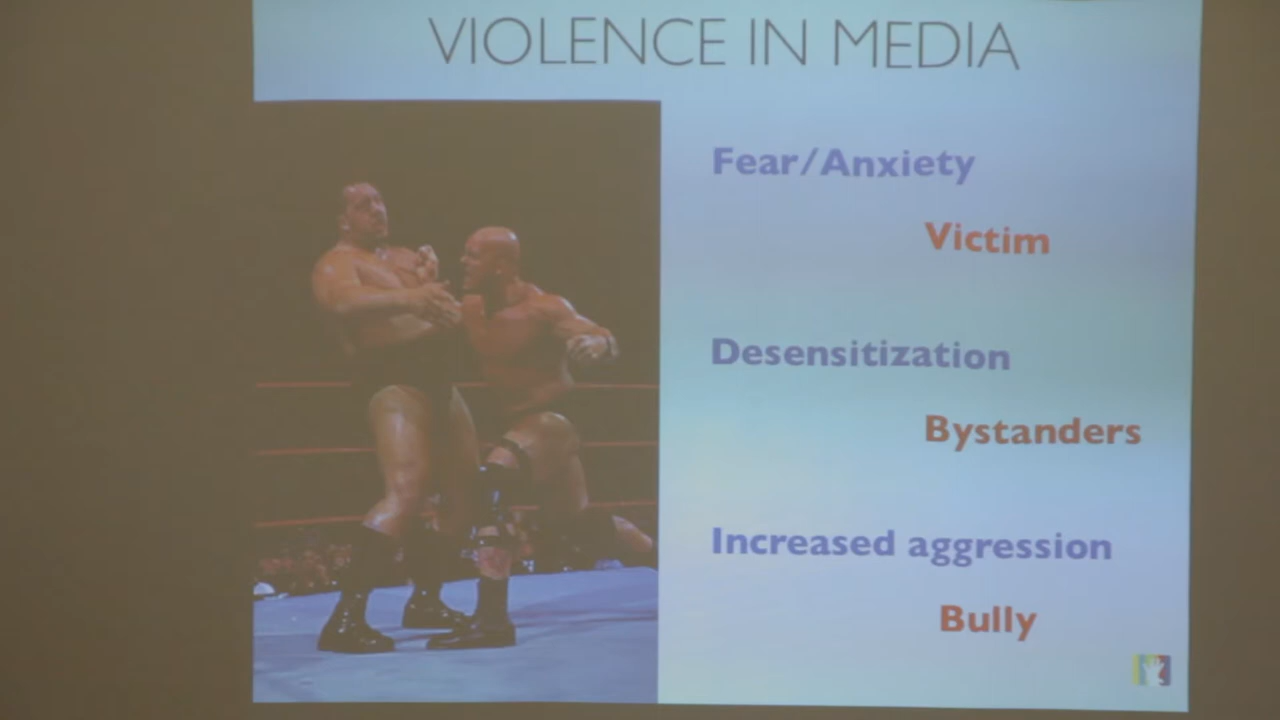 VIOLENCE IN MEDIA
Fear/Anxiety
Victim
Desensitization
Bystanders
Increased aggression
Bully